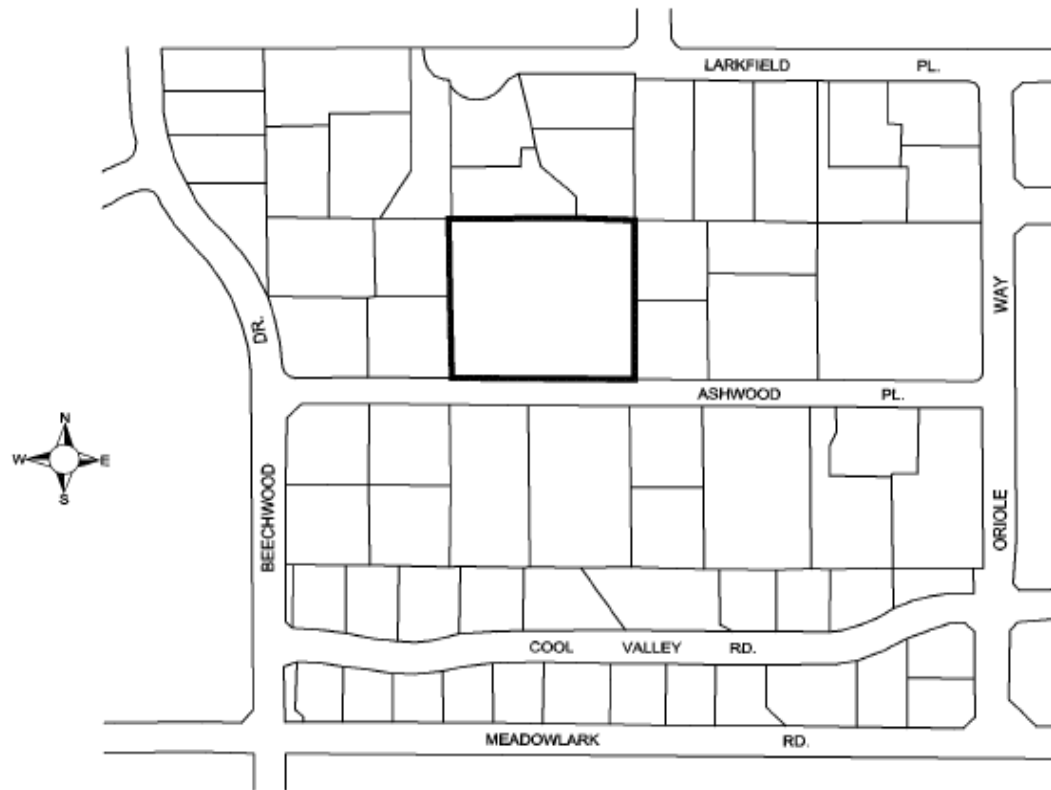 LARKFIELD PL.
WAY
DR.
ASHWOOD PL.
N
W E
S
BEECHWOOD
ORIOLE
COOL VALLEY RD.
MEADOWLARK RD.